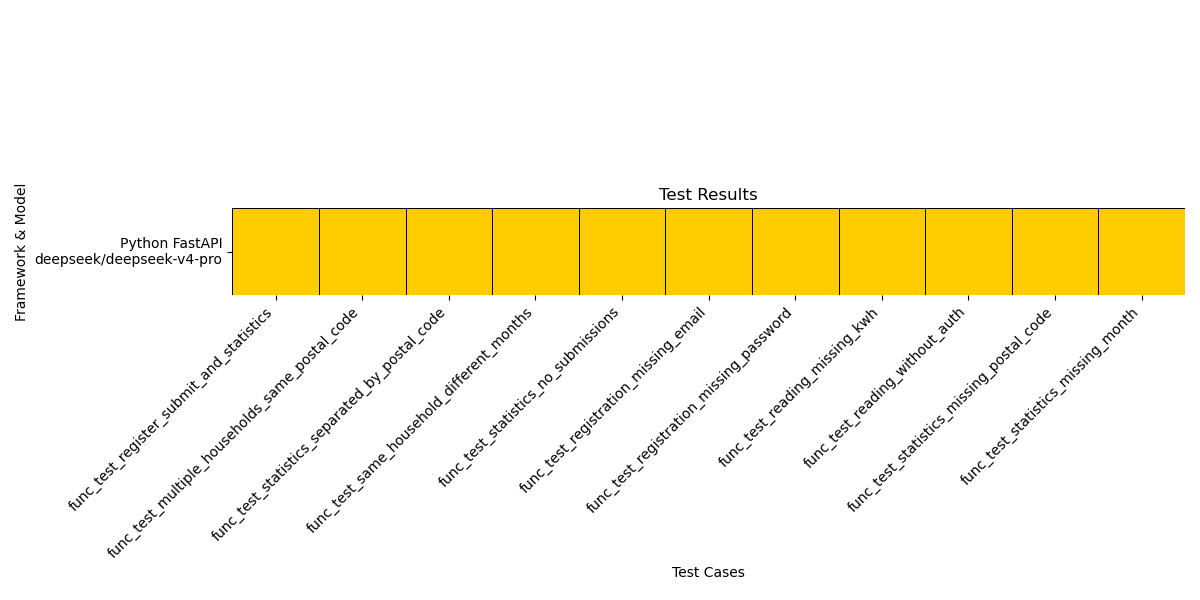 Test Results
Framework & Model
Python FastAPI
deepseek/deepseek-v4-pro
func_test_register_submit_and_statistics
func_test_multiple_households_same_postal_code
func_test_statistics_separated_by_postal_code
func_test_same_household_different_months
func_test_statistics_no_submissions
func_test_registration_missing_email
func_test_registration_missing_password
func_test_reading_missing_kwh
func_test_reading_without_auth
func_test_statistics_missing_postal_code
func_test_statistics_missing_month
Test Cases